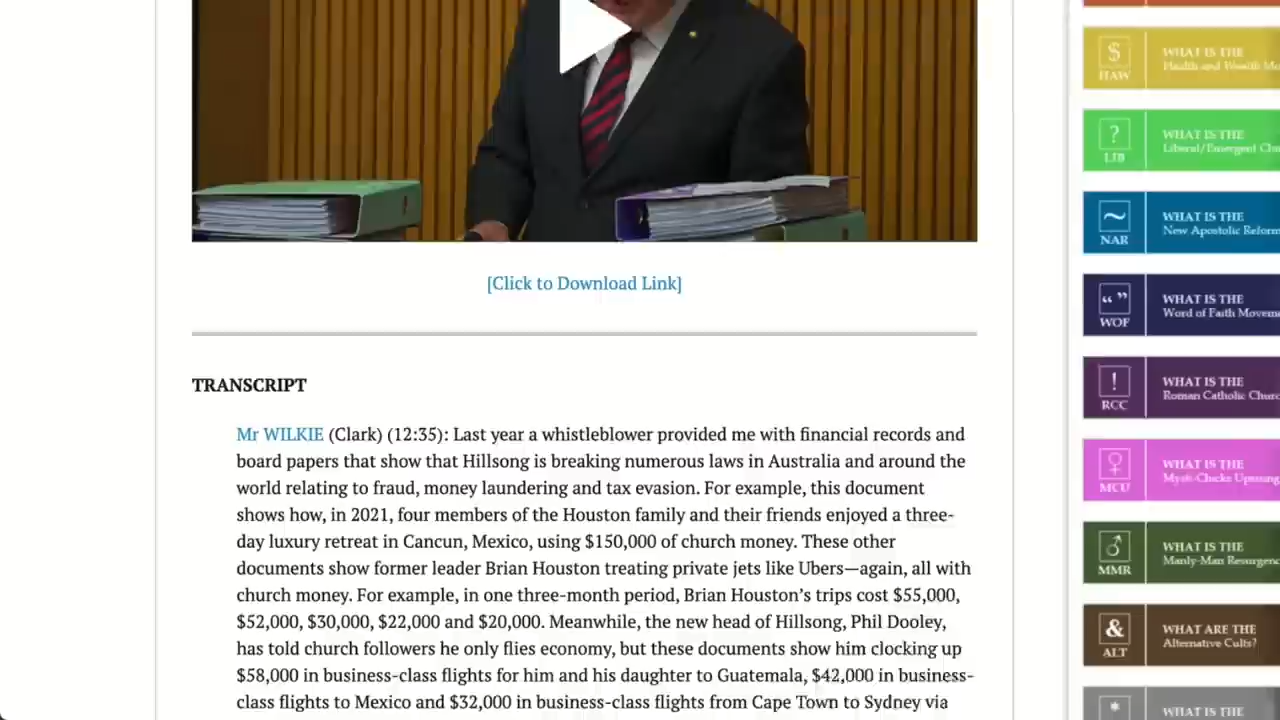 [Click to Download Link]
TRANSCRIPT
Mr WILKIE (Clark) (12:35): Last year a whistleblower provided me with financial records and
board papers that show that Hillsong is breaking numerous laws in Australia and around the
world relating to fraud, money laundering and tax evasion. For example, this document
shows how, in 2021, four members of the Houston family and their friends enjoyed a three-
day luxury retreat in Cancun, Mexico, using $150,000 of church money. These other
documents show former leader Brian Houston treating private jets like Ubers—again, all with
church money. For example, in one three-month period, Brian Houston's trips cost $55,000,
$52,000, $30,000, $22,000 and $20,000. Meanwhile, the new head of Hillsong, Phil Dooley,
has told church followers he only flies economy, but these documents show him clocking up
$58,000 in business-class flights for him and his daughter to Guatemala, $42,000 in business-
class flights to Mexico and $32,000 in business-class flights from Cape Town to Sydney via
$
HAW
WHAT IS THE
Health and Wealth
?
LIB
WHAT IS THE
Liberal/Emergent
~
NAR
WHAT IS THE
New Apostolic
“ ”
WOF
WHAT IS THE
Word of Faith
!
RCC
WHAT IS THE
Roman Catholic
MCU
WHAT IS THE
MMR
WHAT IS THE
Manly-Man
&
ALT
WHAT ARE THE
Alternative Cults?
*
WHAT IS THE